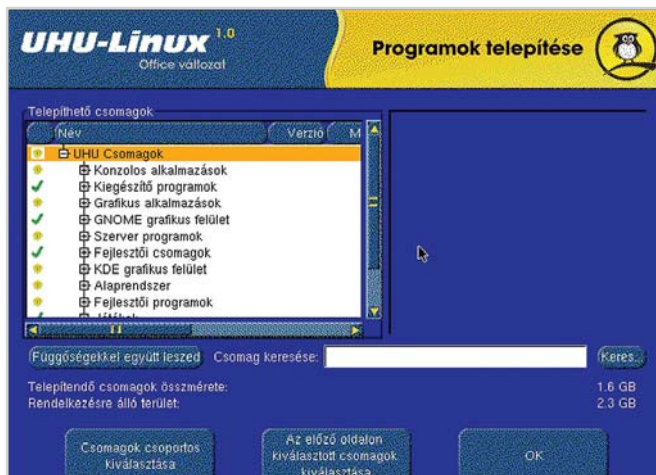 UHU-Linux 1.0
Office változat
Programok telepítése
Telepíthető csomagok
Név Verzió M
UHU Csomagok
Konzolos alkalmazások
Kiegészítő programok
Grafikus alkalmazások
GNOME grafikus felület
Szerver programok
Fejlesztői csomagok
KDE grafikus felület
Alaprendszer
Fejlesztői programok
Játékok
Függőségekkel együtt leszed Csomag keresése: Keres...
Telepítendő csomagok összmérete: 1.6 GB
Rendelkezésre álló terület: 2.3 GB
Csomagok csoportos
kiválasztása
Az előző oldalon
kiválasztott csomagok
kiválasztása
OK